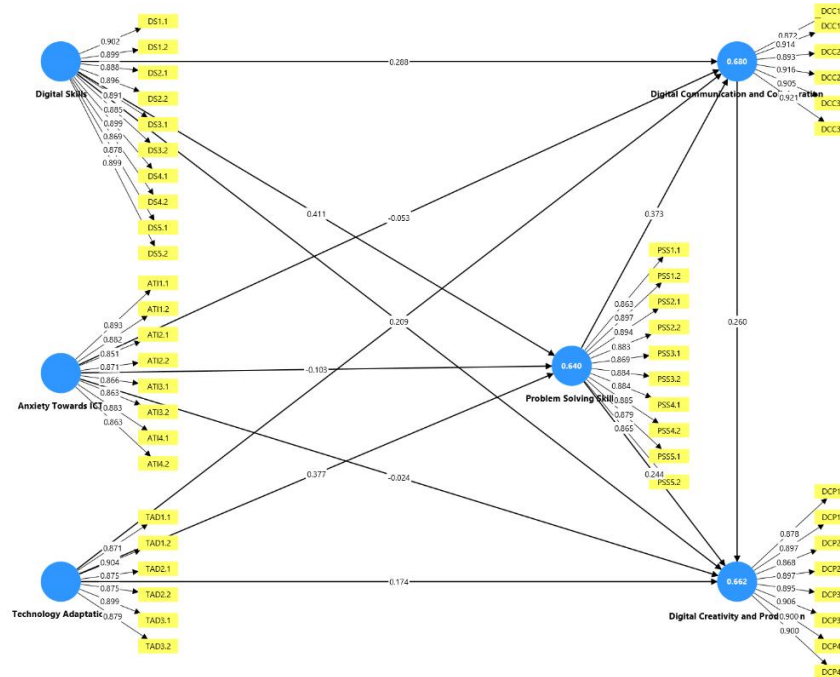 DS1.1
0.902
DS1.2
0.899
DS2.1
0.888
DS2.2
0.896
DS3.1
0.891
DS3.2
0.885
DS4.1
0.899
DS4.2
0.869
DS5.1
0.878
DS5.2
0.899
Digital Skills
0.288
0.411
-0.053
0.209
ATI1.1
0.893
ATI1.2
0.882
ATI2.1
0.851
ATI2.2
0.871
ATI3.1
0.866
ATI3.2
0.863
ATI4.1
0.883
ATI4.2
0.863
Anxiety Towards ICT
-0.103
-0.024
0.377
TAD1.1
0.871
TAD1.2
0.904
TAD2.1
0.875
TAD2.2
0.875
TAD3.1
0.899
TAD3.2
0.879
Technology Adaptatio
0.174
0.640
Problem Solving Skill
PSS1.1
0.863
PSS1.2
0.897
PSS2.1
0.894
PSS2.2
0.883
PSS3.1
0.869
PSS3.2
0.884
PSS4.1
0.884
PSS4.2
0.885
PSS5.1
0.879
PSS5.2
0.865
0.373
0.244
0.260
0.680
Digital Communication and
DCC1
0.872
DCC1
0.914
DCC2
0.893
DCC2
0.916
DCC3
0.905
DCC3
0.921
0.662
Digital Creativity and
DCP1
0.878
DCP1
0.897
DCP2
0.868
DCP2
0.897
DCP3
0.895
DCP3
0.906
DCP4
0.900
DCP4
0.900